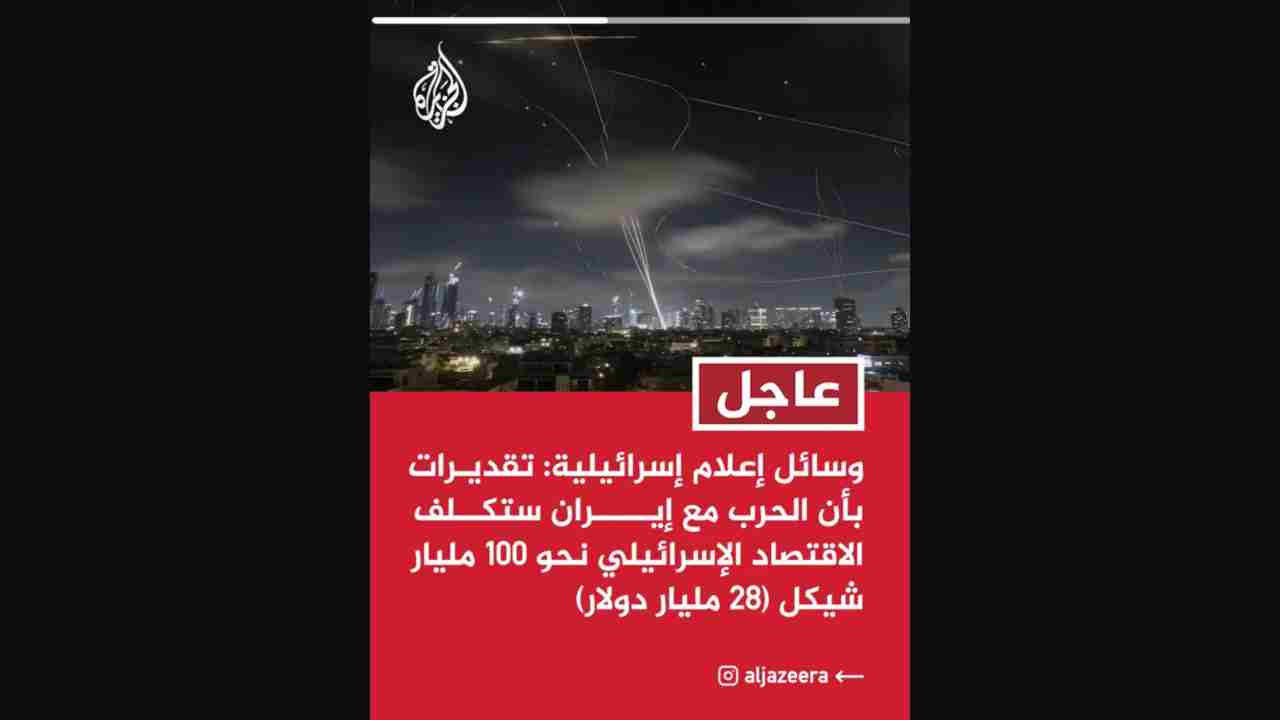 الجزيرة
عاجل
وسائل إعلام إسرائيلية: تقديرات
بأن الحرب مع إيران ستكلف
الاقتصاد الإسرائيلي نحو 100 مليار
شيكل (28 مليار دولار)
aljazeera